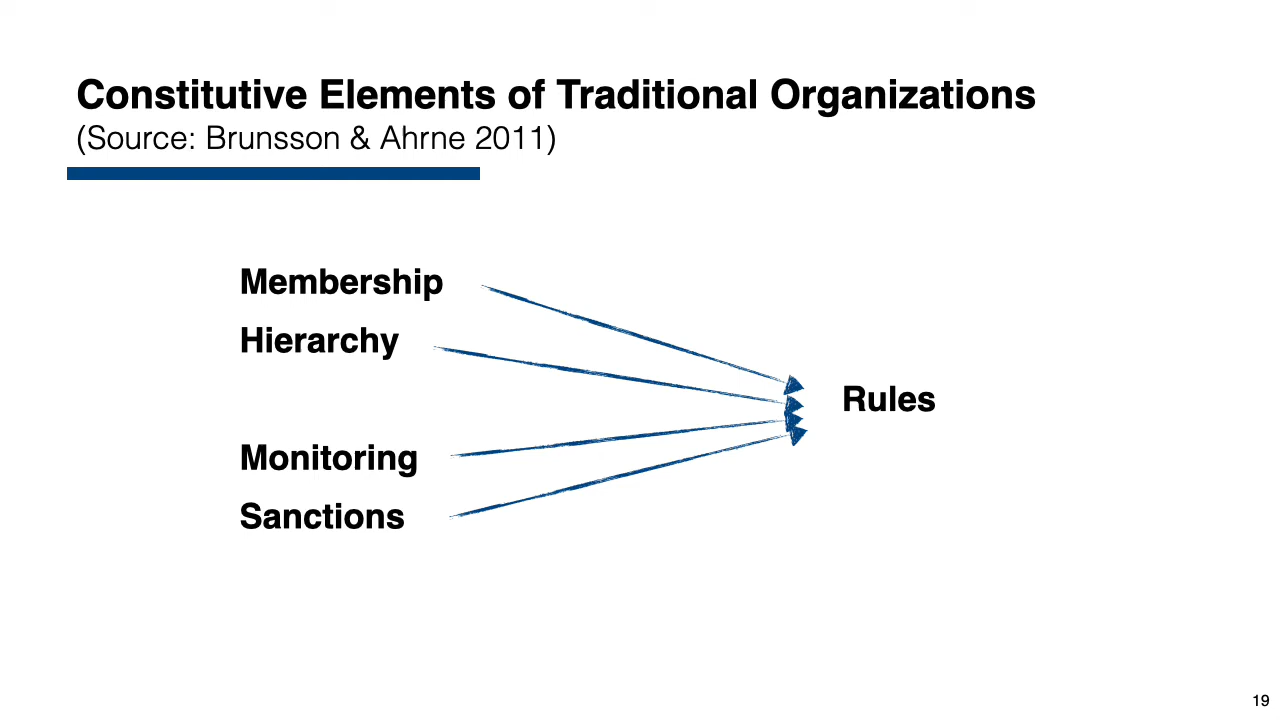 Constitutive Elements of Traditional Organizations
(Source: Brunsson & Ahrne 2011)
Membership
Hierarchy
Rules
Monitoring
Sanctions
19